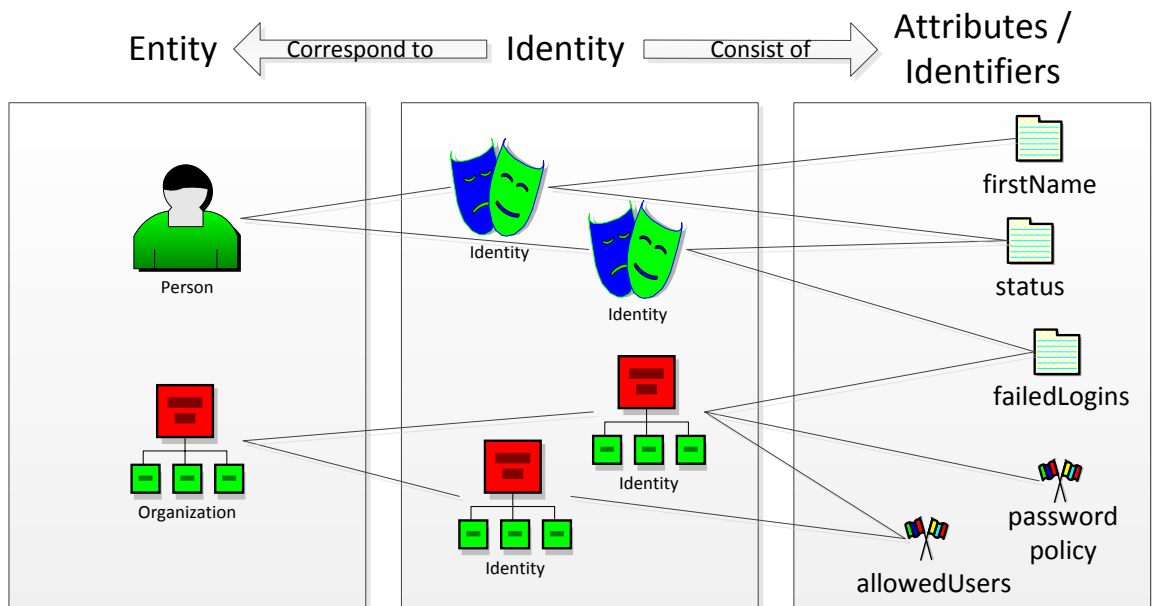 Entity
Correspond to
Identity
Consist of
Attributes /
Identifiers
Person
Identity
Identity
firstName
status
failedLogins
Organization
Identity
Identity
password
policy
allowedUsers